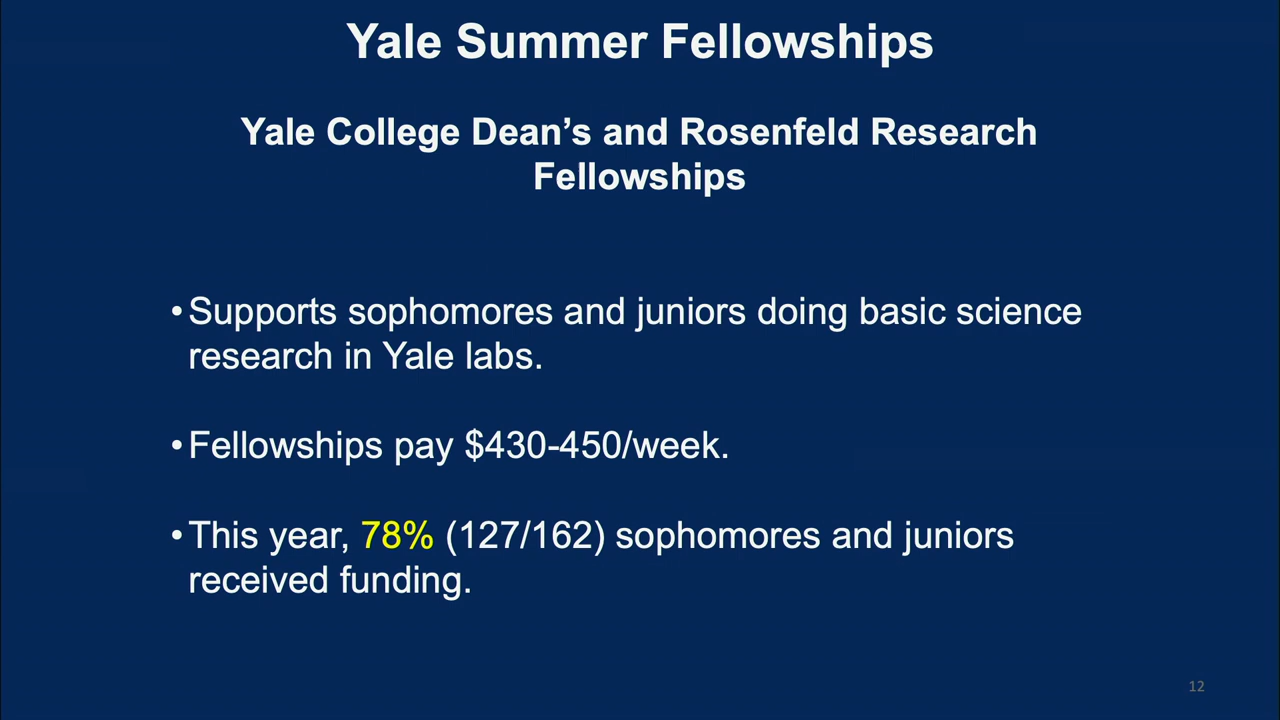 Yale Summer Fellowships
Yale College Dean’s and Rosenfeld Research
Fellowships
•Supports sophomores and juniors doing basic science
research in Yale labs.
•Fellowships pay $430-450/week.
•This year, 78% (127/162) sophomores and juniors
received funding.
12